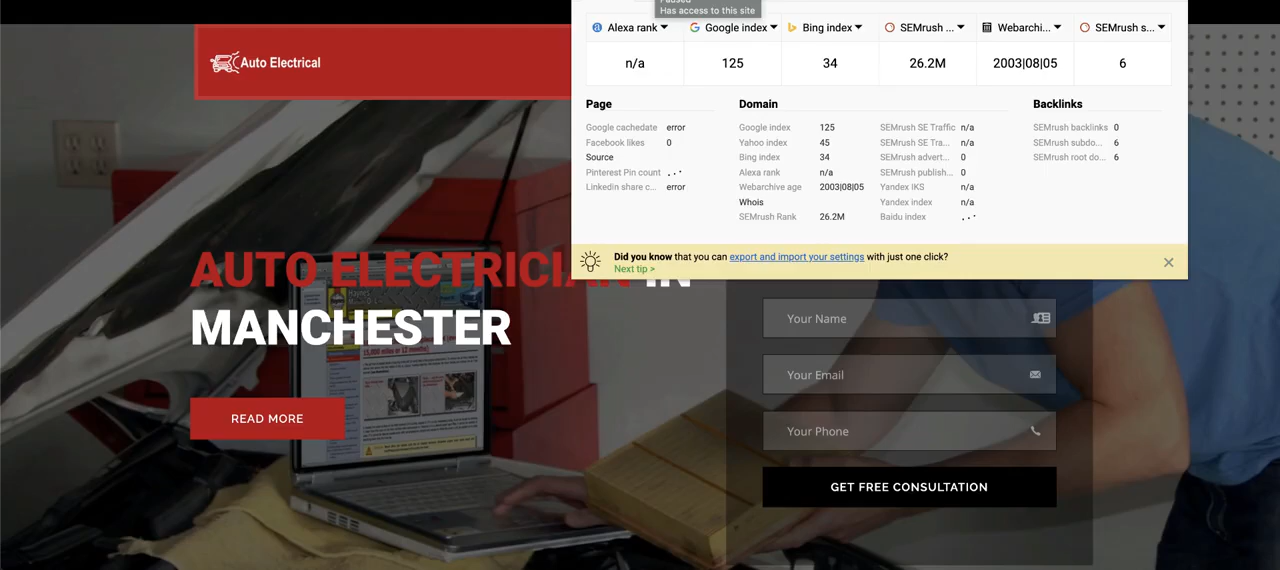 Paused
Has access to this site
Auto Electrical
Alexa rank
Google index
Bing index
SEMrush ...
Webarchi...
SEMrush s...
n/a
125
34
26.2M
2003|08|05
6
Page
Google cachedate error
Facebook likes 0
Source
Pinterest Pin count
Linkedin share c... error
Domain
Google index 125
Yahoo index 45
Bing index 34
Alexa rank n/a
Webarchive age 2003|08|05
Whois
SEMrush Rank 26.2M
SEMrush SE Traffic n/a
SEMrush SE Tra... n/a
SEMrush advert... 0
SEMrush publish... 0
Yandex IKS n/a
Yandex index n/a
Baidu index
Backlinks
SEMrush backlinks 0
SEMrush subdo... 6
SEMrush root do... 6
Did you know that you can export and import your settings with just one click?
Next tip >
AUTO ELECTRICIAN IN
MANCHESTER
READ MORE
Your Name
Your Email
Your Phone
GET FREE CONSULTATION